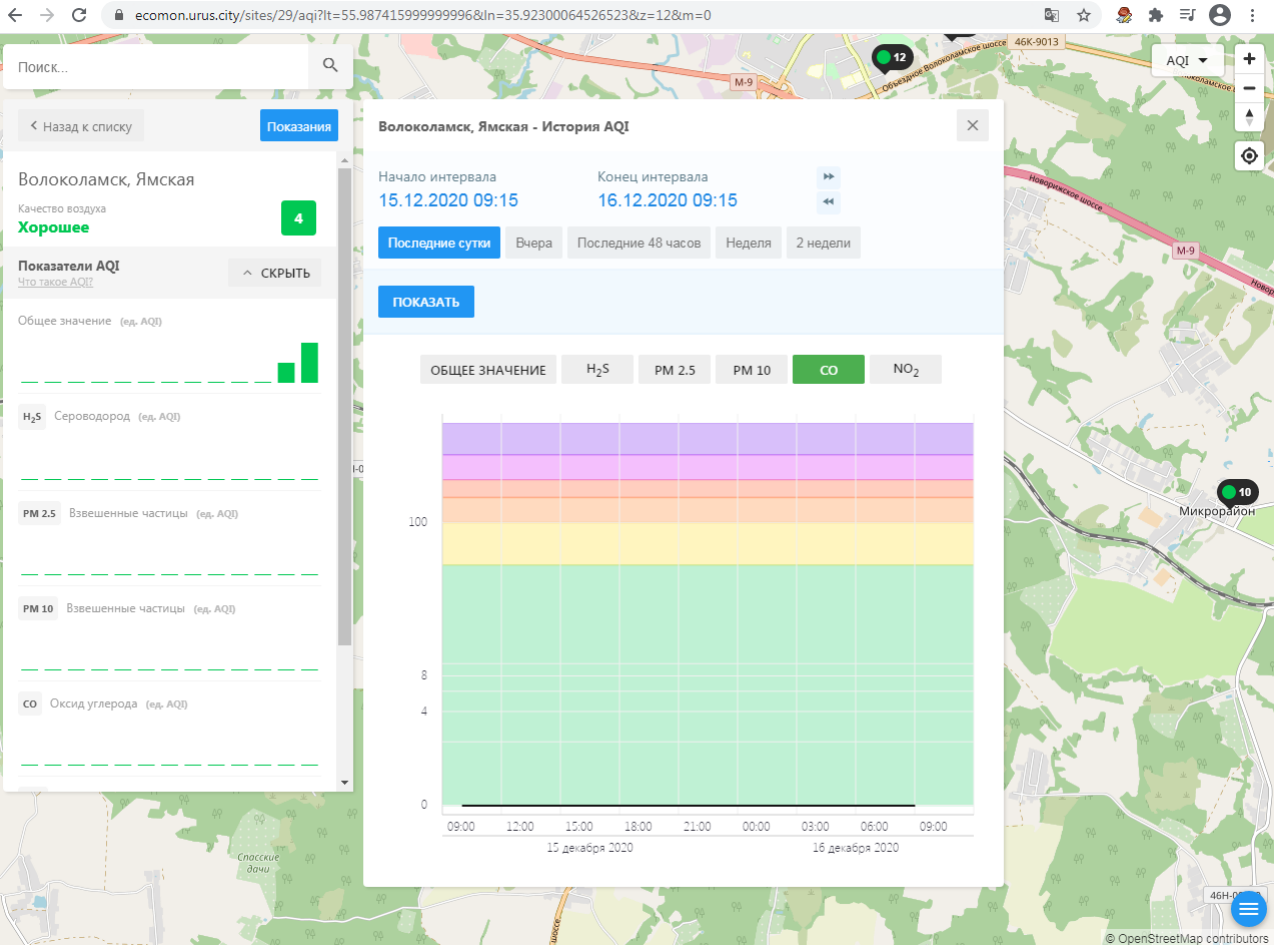 ecomon.urus.city/sites/29/aqi?lt=55.987415999999996&ln=35.92300064526523&z=12&m=0
Поиск...
12
Объездное Волоколамское шоссе
46К-9013
М-9
AQI
Назад к списку
Показания
Волоколамск, Ямская
Качество воздуха
Хорошее
4
Показатели AQI
Что такое AQI?
СКРЫТЬ
Общее значение (ед. AQI)
H2S Сероводород (ед. AQI)
PM 2.5 Взвешенные частицы (ед. AQI)
PM 10 Взвешенные частицы (ед. AQI)
CO Оксид углерода (ед. AQI)
Волоколамск, Ямская - История AQI
Начало интервала
Конец интервала
15.12.2020 09:15
16.12.2020 09:15
Последние сутки
Вчера
Последние 48 часов
Неделя
2 недели
ПОКАЗАТЬ
ОБЩЕЕ ЗНАЧЕНИЕ
H2S
PM 2.5
PM 10
CO
NO2
100
8
4
0
09:00 12:00 15:00 18:00 21:00 00:00 03:00 06:00 09:00
15 декабря 2020 16 декабря 2020
Новорижское шоссе
М-9
10
Микрорайон
Спасские
дачи
шоссе
© OpenStreetMap contributors